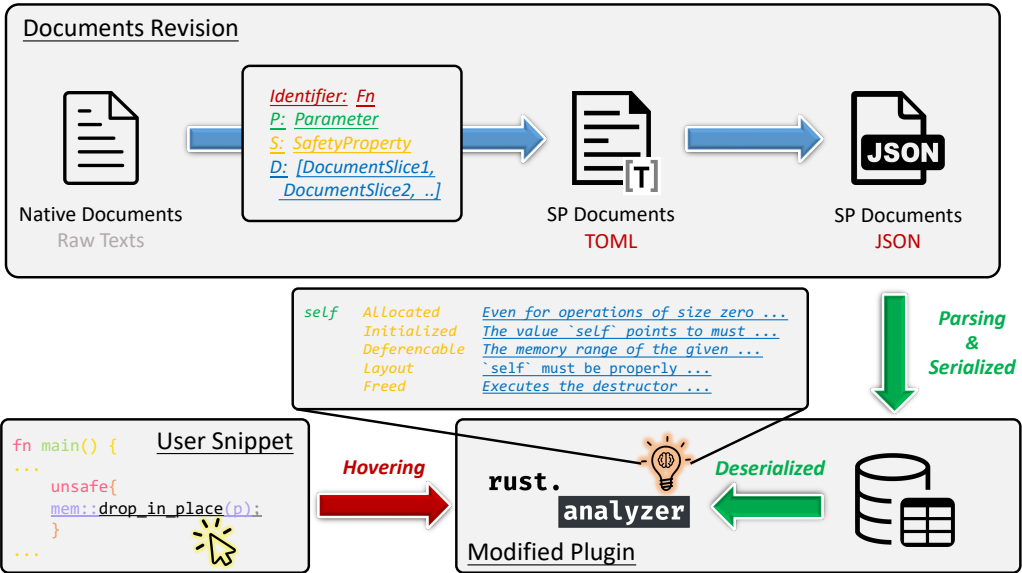 Documents Revision
Identifier: Fn
P: Parameter
S: SafetyProperty
D: [DocumentSlice1,
DocumentSlice2, ..]
Native Documents
Raw Texts
[T]
SP Documents
TOML
JSON
SP Documents
JSON
self Allocated Even for operations of size zero ...
Initialized The value `self` points to must ...
Deferencable The memory range of the given ...
Layout `self` must be properly ...
Freed Executes the destructor ...
Parsing
&
Serialized
User Snippet
fn main() {
...
unsafe{
mem::drop_in_place(p);
}
...
Hovering
rust.
analyzer
Deserialized
Modified Plugin